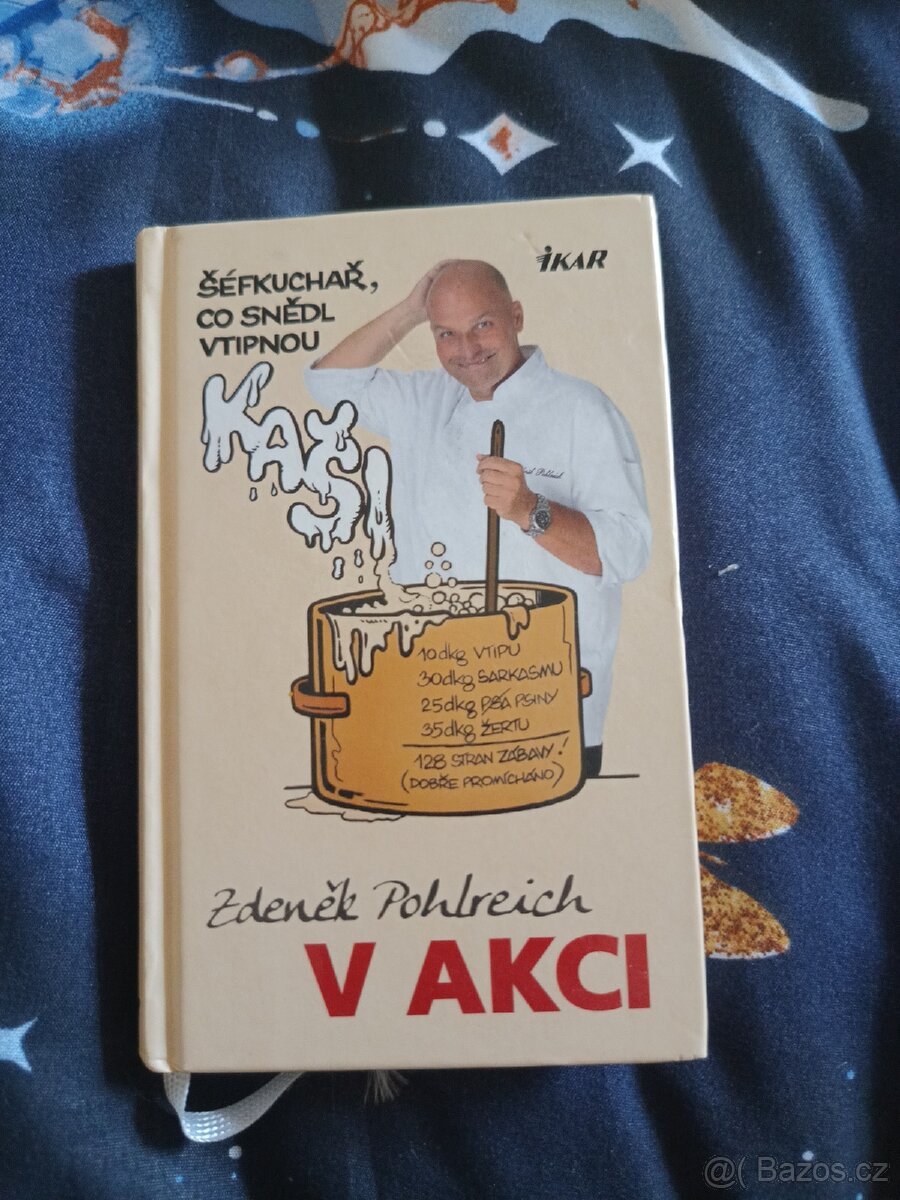 ŠÉFKUCHAŘ,
CO SNĚDL
VTIPNOU
KAŠI
IKAR
10dkg VTIPU
30dkg SARKASMU
25dkg PSÍ PSINY
35dkg ŽERTU
128 STRAN ZÁBAVY!
(DOBŘE PROMÍCHÁNO)
Zdeněk Pohlreich
V AKCI
@( Bazos.cz